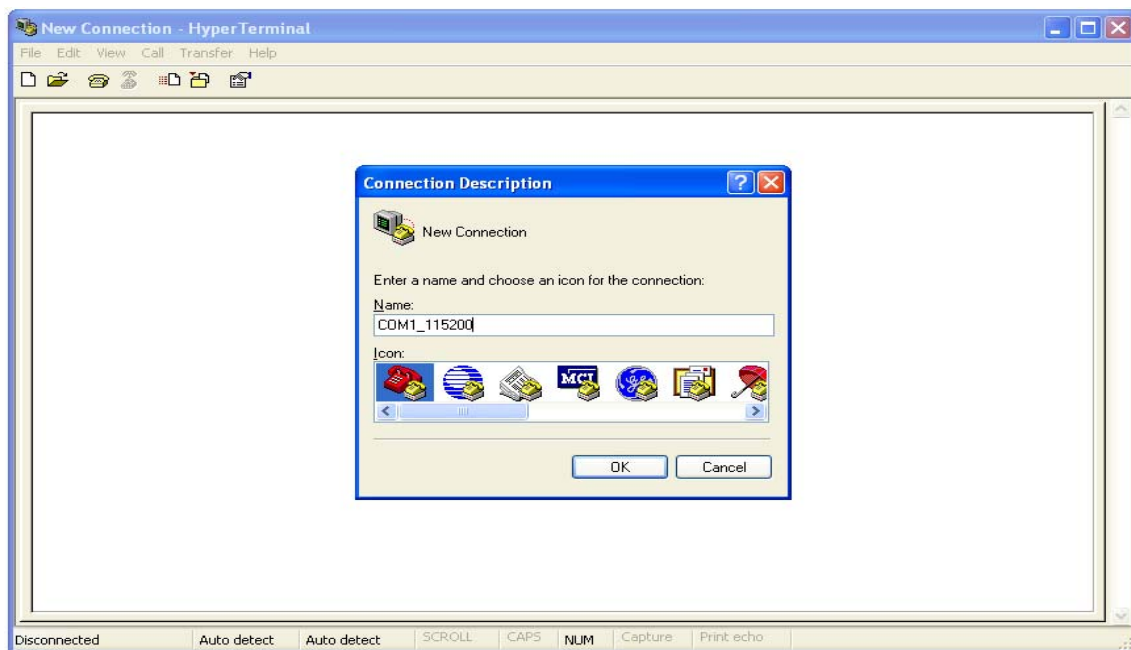 New Connection - HyperTerminal
File Edit View Call Transfer Help
Connection Description
New Connection
Enter a name and choose an icon for the connection:
Name:
COM1_115200
Icon:
MCI
OK Cancel
Disconnected Auto detect Auto detect SCROLL CAPS NUM Capture Print echo